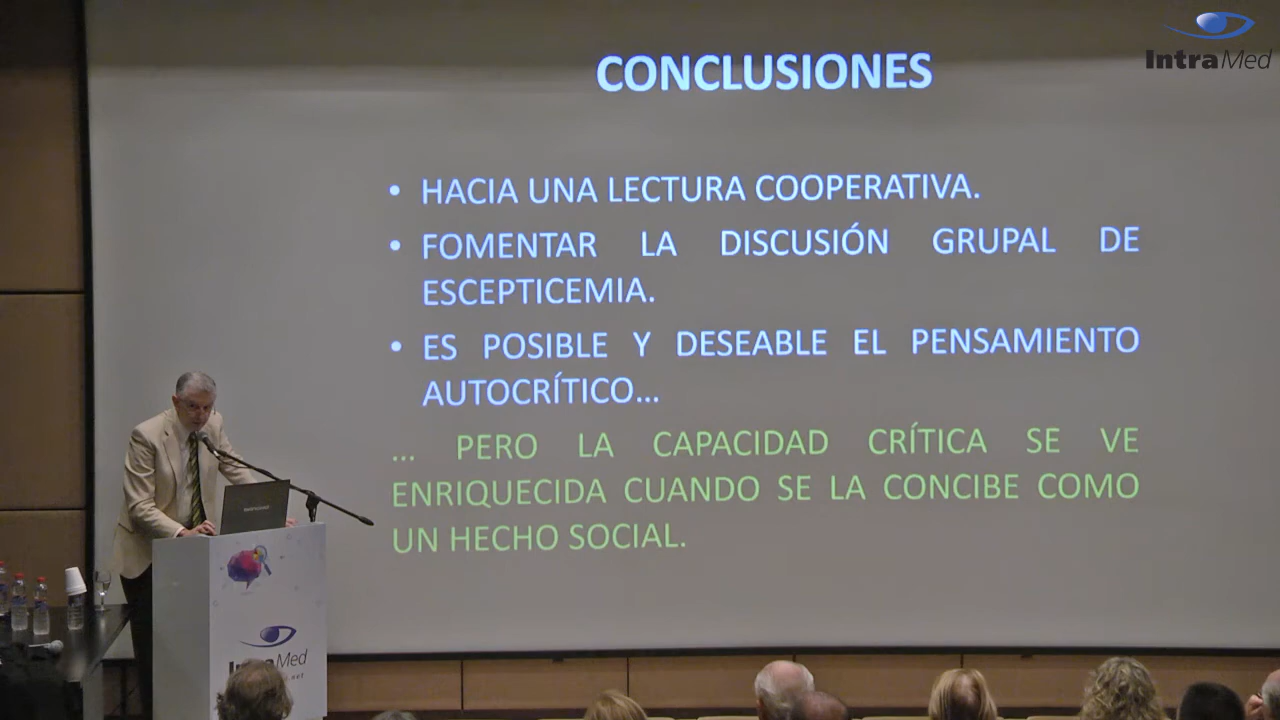 IntraMed
CONCLUSIONES
• HACIA UNA LECTURA COOPERATIVA.
• FOMENTAR LA DISCUSIÓN GRUPAL DE
ESCEPTICEMIA.
• ES POSIBLE Y DESEABLE EL PENSAMIENTO
AUTOCRÍTICO...
... PERO LA CAPACIDAD CRÍTICA SE VE
ENRIQUECIDA CUANDO SE LA CONCIBE COMO
UN HECHO SOCIAL.
IntraMed